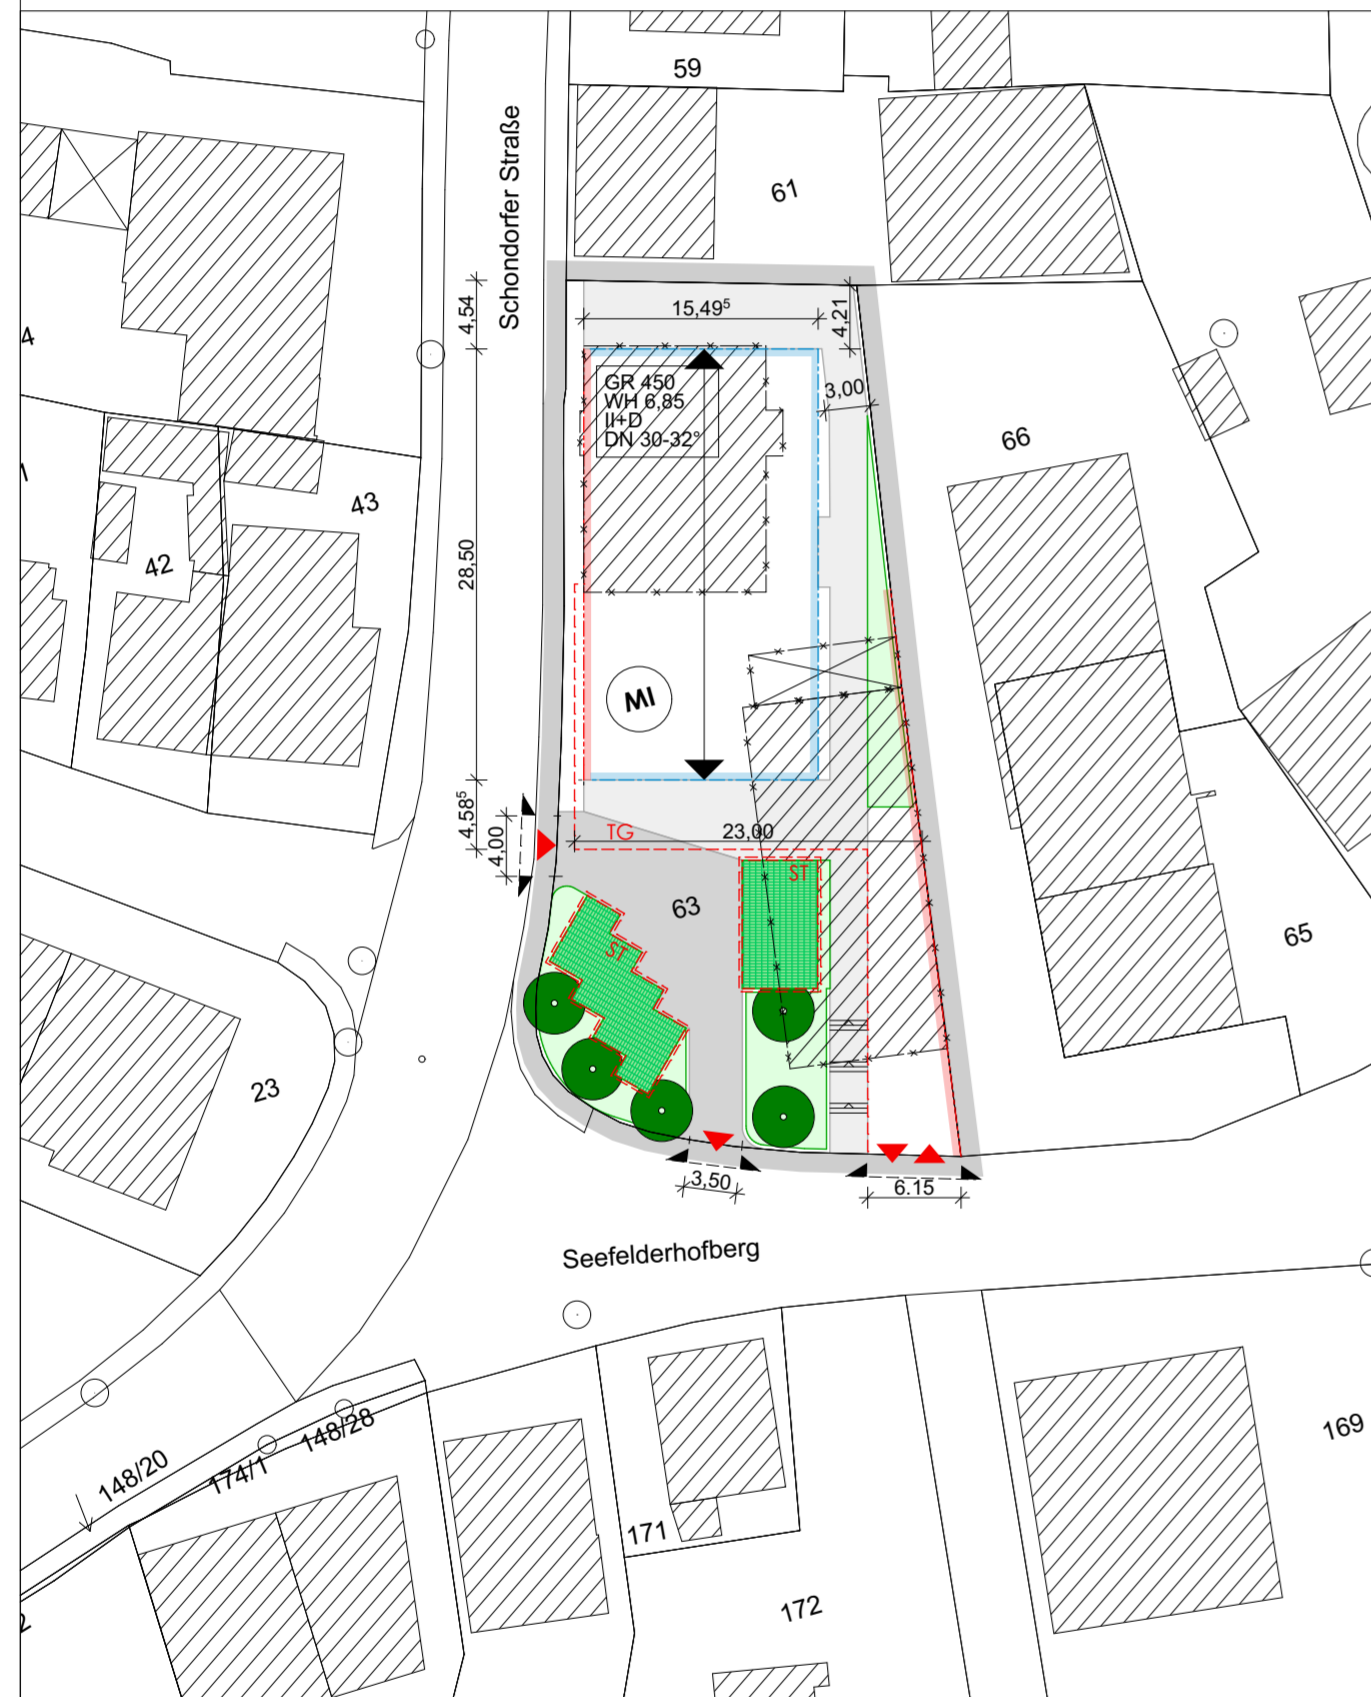 59
Schondorfer Straße
61
4,54
15,49⁵
4,21
GR 450
WH 6,85
II+D
DN 30-32°
3,00
4
66
43
42
28,50
MI
4,58⁵
4,00
TG
23,00
ST
63
ST
65
23
3,50
6.15
Seefelderhofberg
148/20
174/1
148/28
169
171
172